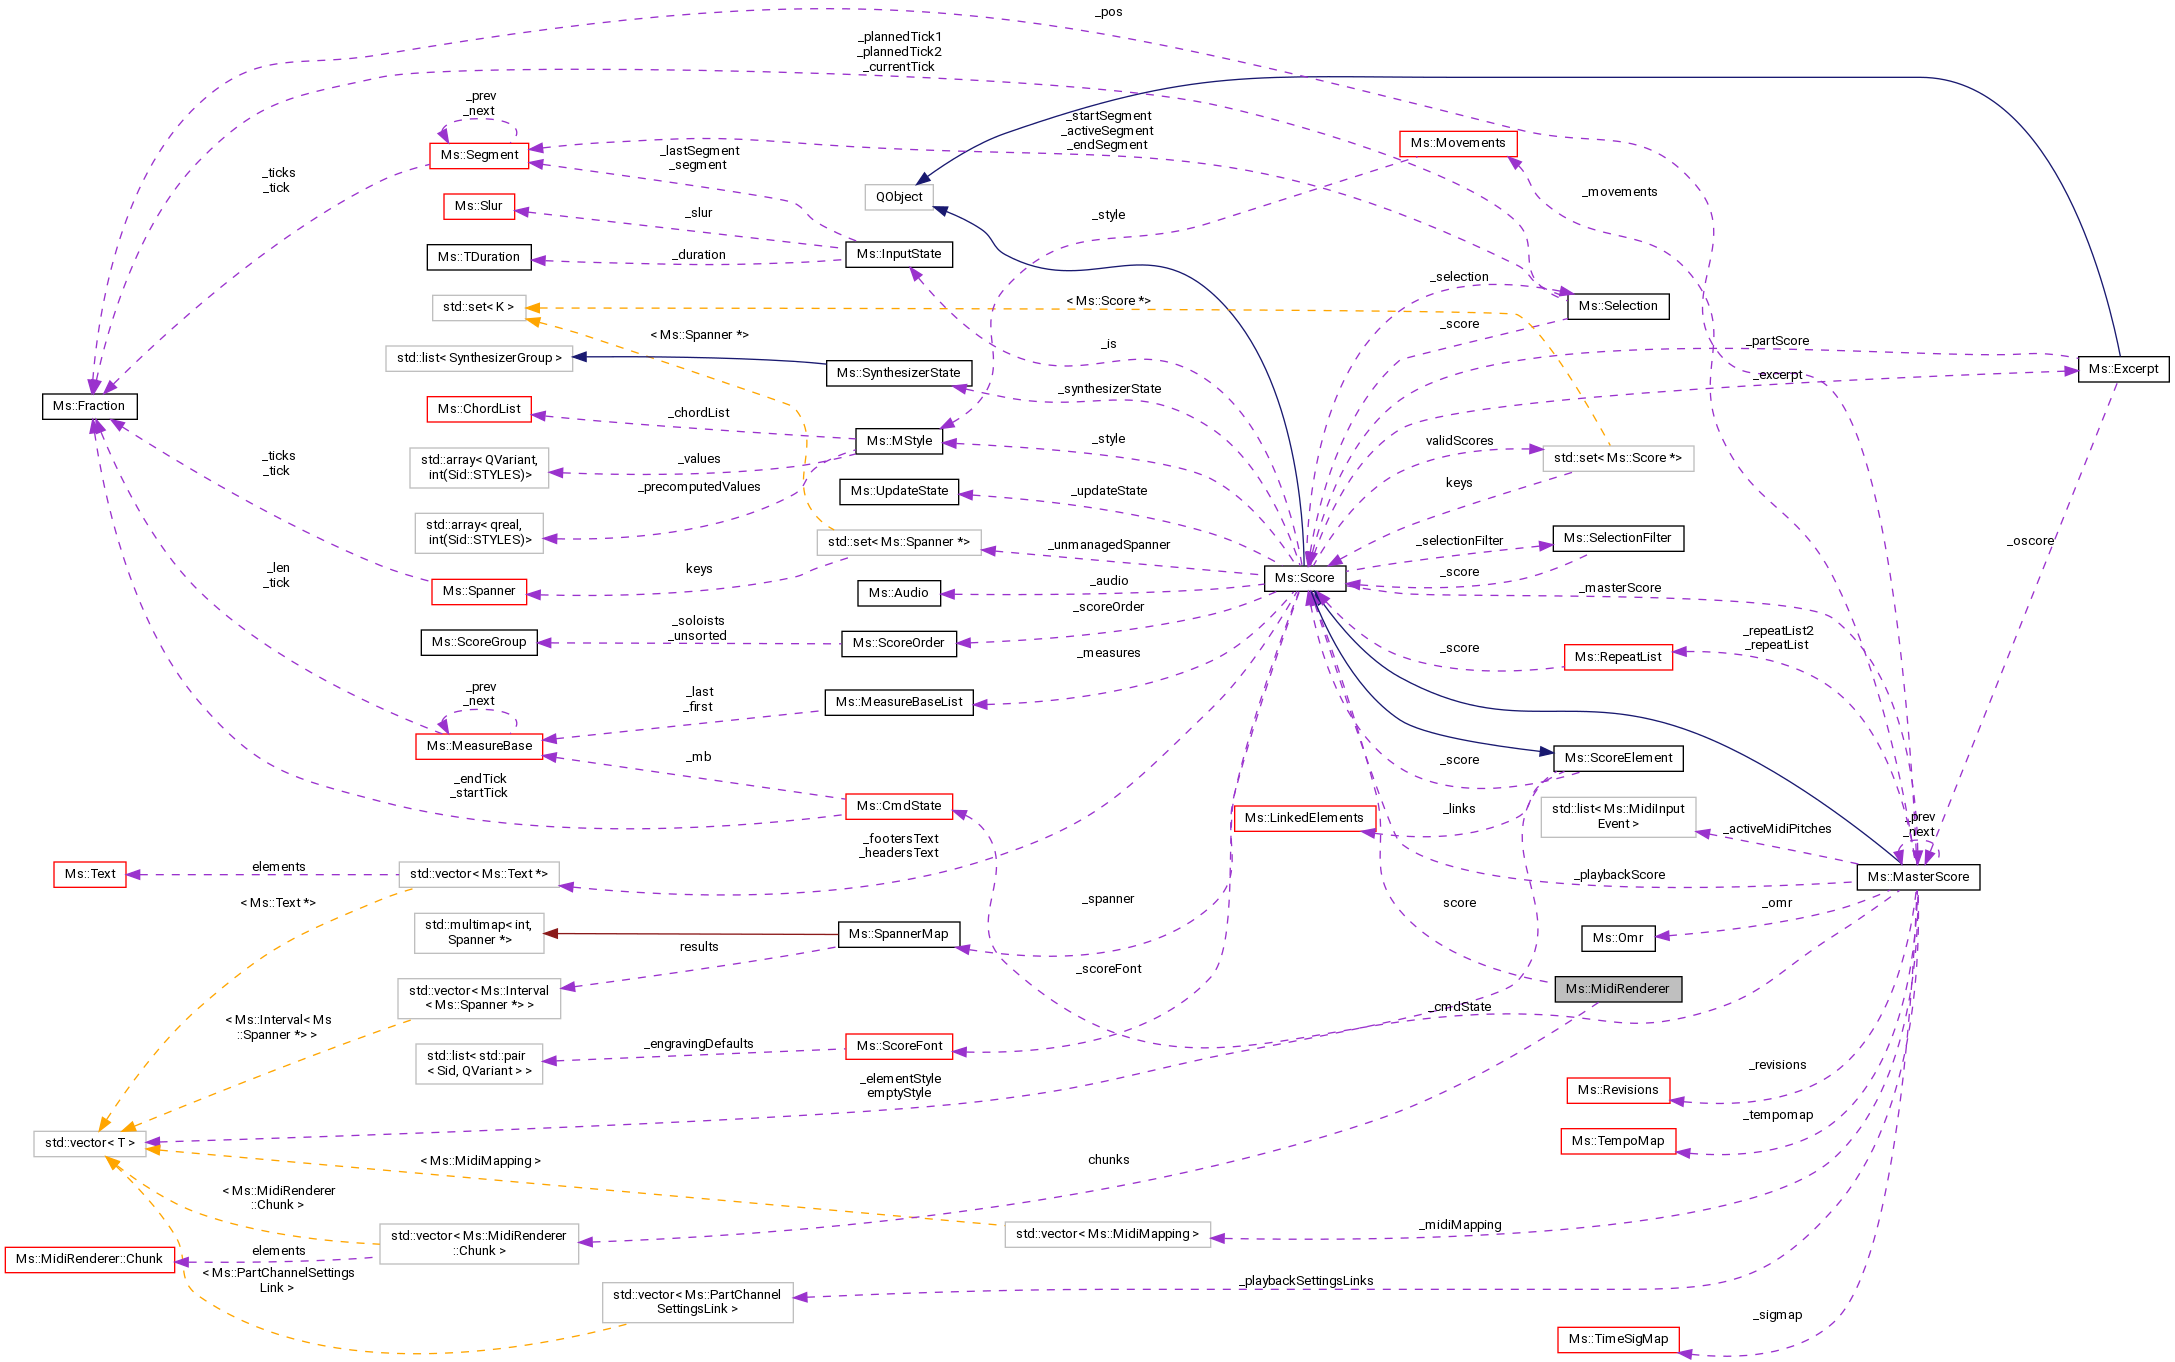 _pos
_plannedTick1
_plannedTick2
_currentTick
_prev
_next
_startSegment
_activeSegment
_endSegment
Ms::Movements
Ms::Segment
_lastSegment
_segment
_ticks
_tick
QObject
_movements
Ms::Slur
_slur
_style
Ms::TDuration
_duration
Ms::InputState
_selection
Ms::Selection
std::set< K >
< Ms::Score *>
_score
< Ms::Spanner *>
_is
_partScore
std::list< SynthesizerGroup >
Ms::SynthesizerState
_synthesizerState
_excerpt
Ms::Excerpt
Ms::Fraction
Ms::ChordList
_chordList
Ms::MStyle
_style
validScores
std::set< Ms::Score *>
_ticks
_tick
std::array< QVariant,
int(Sid::STYLES)>
_values
_precomputedValues
Ms::UpdateState
_updateState
keys
std::array< qreal,
int(Sid::STYLES)>
std::set< Ms::Spanner *>
_unmanagedSpanner
_selectionFilter
Ms::SelectionFilter
_oscore
_len
_tick
Ms::Spanner
keys
Ms::Audio
_audio
Ms::Score
_score
_masterScore
_scoreOrder
Ms::ScoreGroup
_soloists
_unsorted
Ms::ScoreOrder
_measures
_score
Ms::RepeatList
_repeatList2
_repeatList
_prev
_next
_last
_first
Ms::MeasureBaseList
Ms::MeasureBase
_mb
_score
Ms::ScoreElement
_endTick
_startTick
Ms::CmdState
Ms::LinkedElements
_links
std::list< Ms::MidiInput
Event >
_activeMidiPitches
_prev
_next
_footersText
_headersText
Ms::Text
elements
std::vector< Ms::Text *>
_playbackScore
Ms::MasterScore
< Ms::Text *>
_spanner
score
_omr
std::multimap< int,
Spanner *>
Ms::SpannerMap
Ms::Omr
results
_scoreFont
Ms::MidiRenderer
std::vector< Ms::Interval
< Ms::Spanner *> >
_cmdState
< Ms::Interval< Ms
::Spanner *> >
std::list< std::pair
< Sid, QVariant > >
_engravingDefaults
Ms::ScoreFont
_elementStyle
emptyStyle
Ms::Revisions
_revisions
_tempomap
std::vector< T >
Ms::TempoMap
< Ms::MidiMapping >
chunks
< Ms::MidiRenderer
::Chunk >
std::vector< Ms::MidiRenderer
::Chunk >
std::vector< Ms::MidiMapping >
_midiMapping
Ms::MidiRenderer::Chunk
elements
< Ms::PartChannelSettings
Link >
std::vector< Ms::PartChannel
SettingsLink >
_playbackSettingsLinks
_sigmap
Ms::TimeSigMap